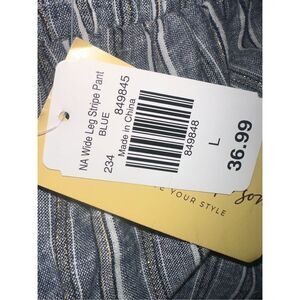 NA Wide Leg Stripe Pant
BLUE
234 849845
Made in China
849848
L
36.99
YOUR STYLE